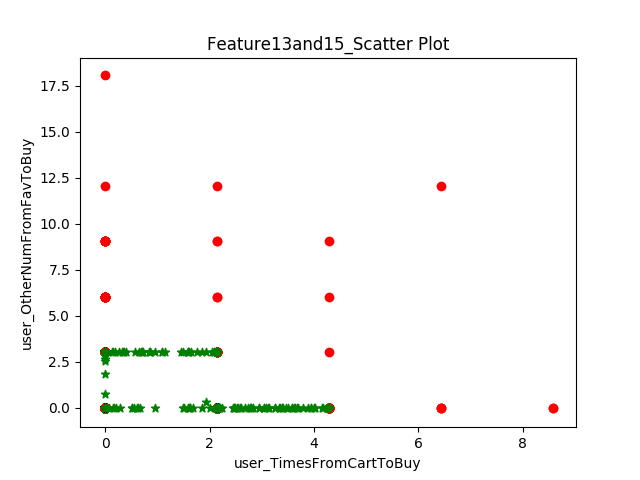 Feature13and15_Scatter Plot
17.5
15.0
12.5
10.0
7.5
5.0
2.5
0.0
user_OtherNumFromFavToBuy
0 2 4 6 8
user_TimesFromCartToBuy